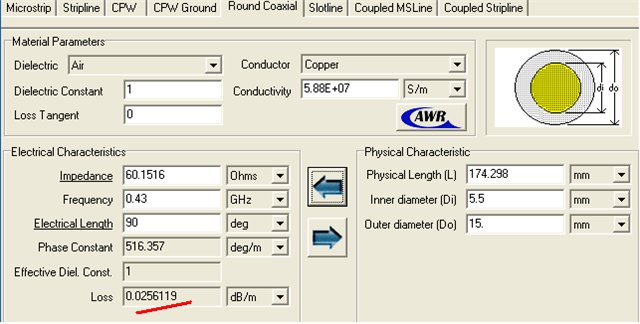 Microstrip Stripline CPW CPW Ground Round Coaxial Slotline Coupled MSLine Coupled Stripline
Material Parameters
Dielectric Air Conductor Copper
Dielectric Constant 1 Conductivity 5.88E+07 S/m
Loss Tangent 0
AWR
di do
Electrical Characteristics
Impedance 60.1516 Ohms
Frequency 0.43 GHz
Electrical Length 90 deg
Phase Constant 516.357 deg/m
Effective Diel. Const. 1
Loss 0.0256119 dB/m
Physical Characteristic
Physical Length (L) 174.298 mm
Inner diameter (Di) 5.5 mm
Outer diameter (Do) 15. mm